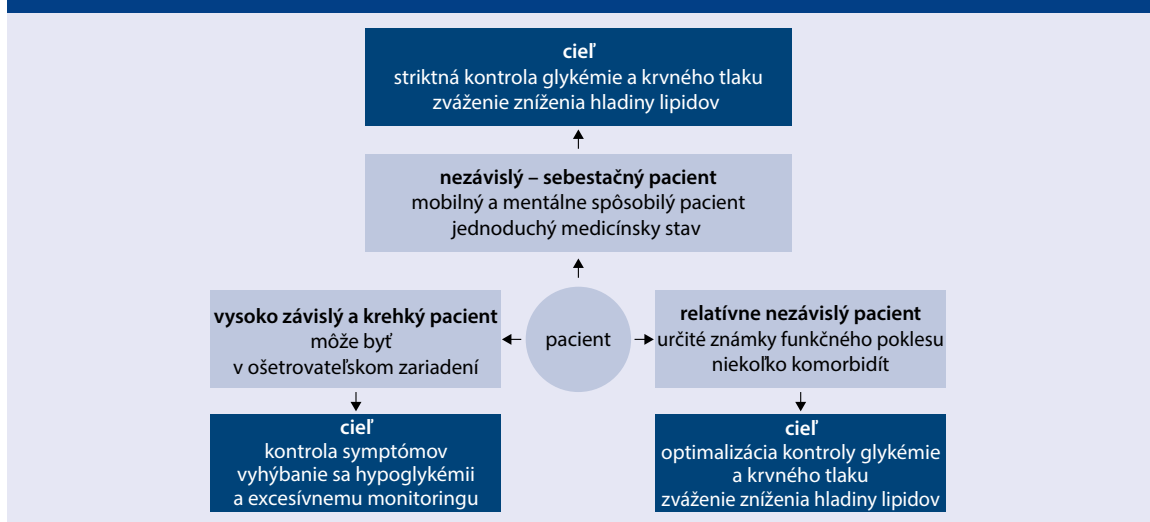 cieľ
striktná kontrola glykémie a krvného tlaku
zváženie zníženia hladiny lipidov
nezávislý – sebestačný pacient
mobilný a mentálne spôsobilý pacient
jednoduchý medicínsky stav
vysoko závislý a krehký pacient
môže byť
v ošetrovateľskom zariadení
pacient
relatívne nezávislý pacient
určité známky funkčného poklesu
niekoľko komorbidít
cieľ
kontrola symptómov
vyhýbanie sa hypoglykémii
a excesívnemu monitoringu
cieľ
optimalizácia kontroly glykémie
a krvného tlaku
zváženie zníženia hladiny lipidov